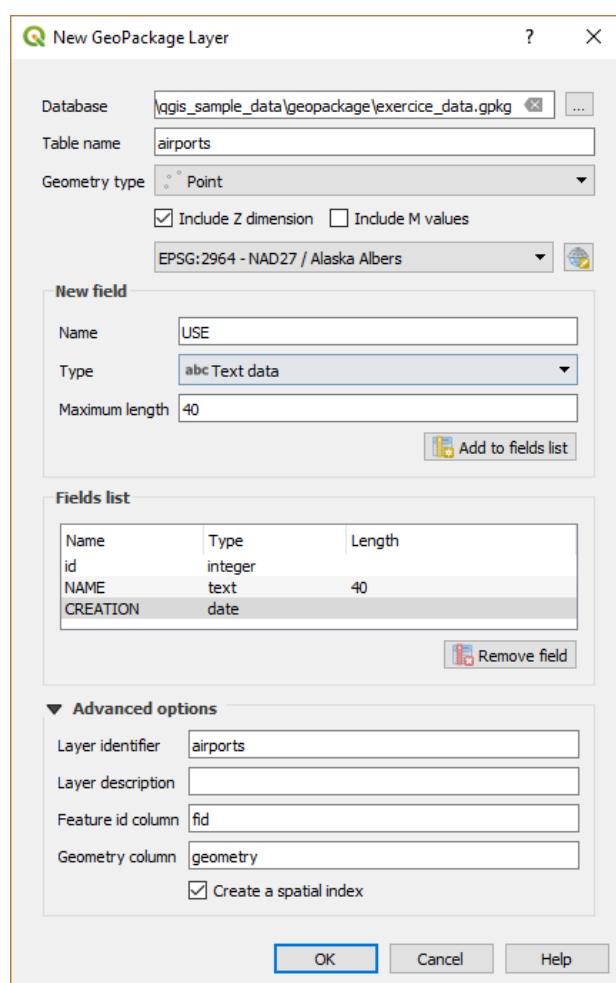 New GeoPackage Layer ?
Database \qgis_sample_data\geopackage\exercice_data.gpkg ...
Table name airports
Geometry type Point
Include Z dimension Include M values
EPSG:2964 - NAD27 / Alaska Albers
New field
Name USE
Type abc Text data
Maximum length 40
Add to fields list
Fields list
Name Type Length
id integer
NAME text 40
CREATION date
Remove field
Advanced options
Layer identifier airports
Layer description
Feature id column fid
Geometry column geometry
Create a spatial index
OK Cancel Help